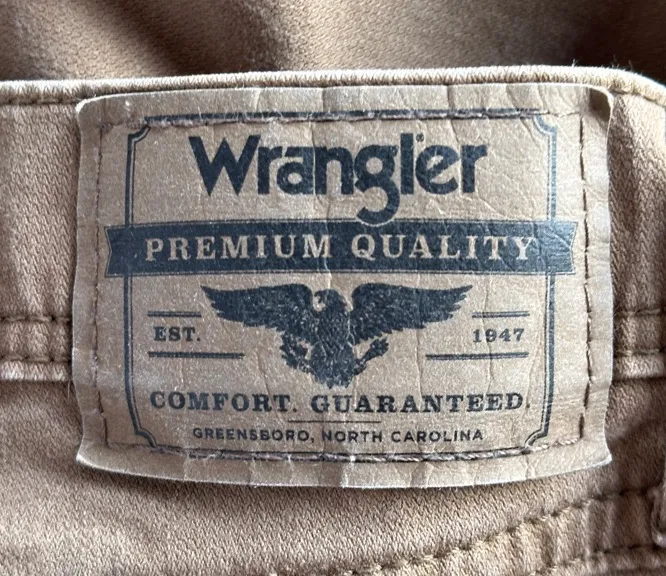 Wrangler
PREMIUM QUALITY
EST. 1947
COMFORT. GUARANTEED.
GREENSBORO, NORTH CAROLINA